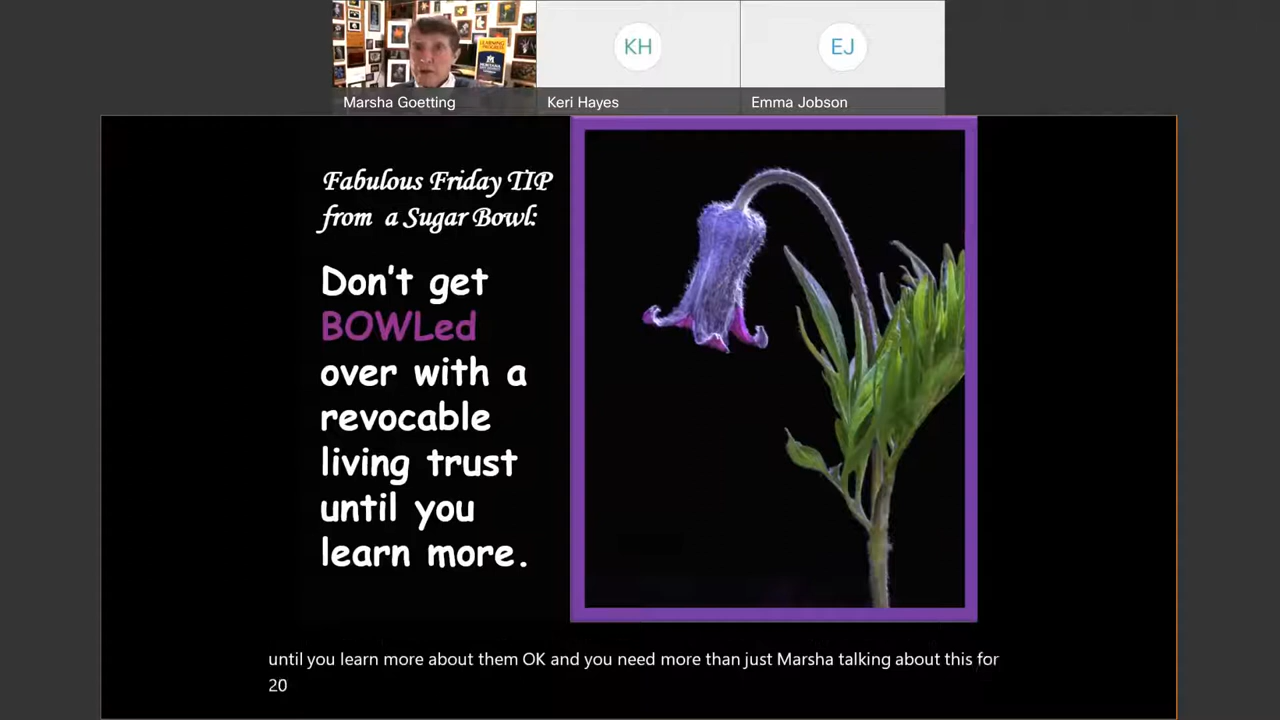 KH
EJ
Marsha Goetting
Keri Hayes
Emma Jobson
Fabulous Friday TIP
from a Sugar Bowl:
Don't get
BOWLed
over with a
revocable
living trust
until you
learn more.
until you learn more about them OK and you need more than just Marsha talking about this for
20